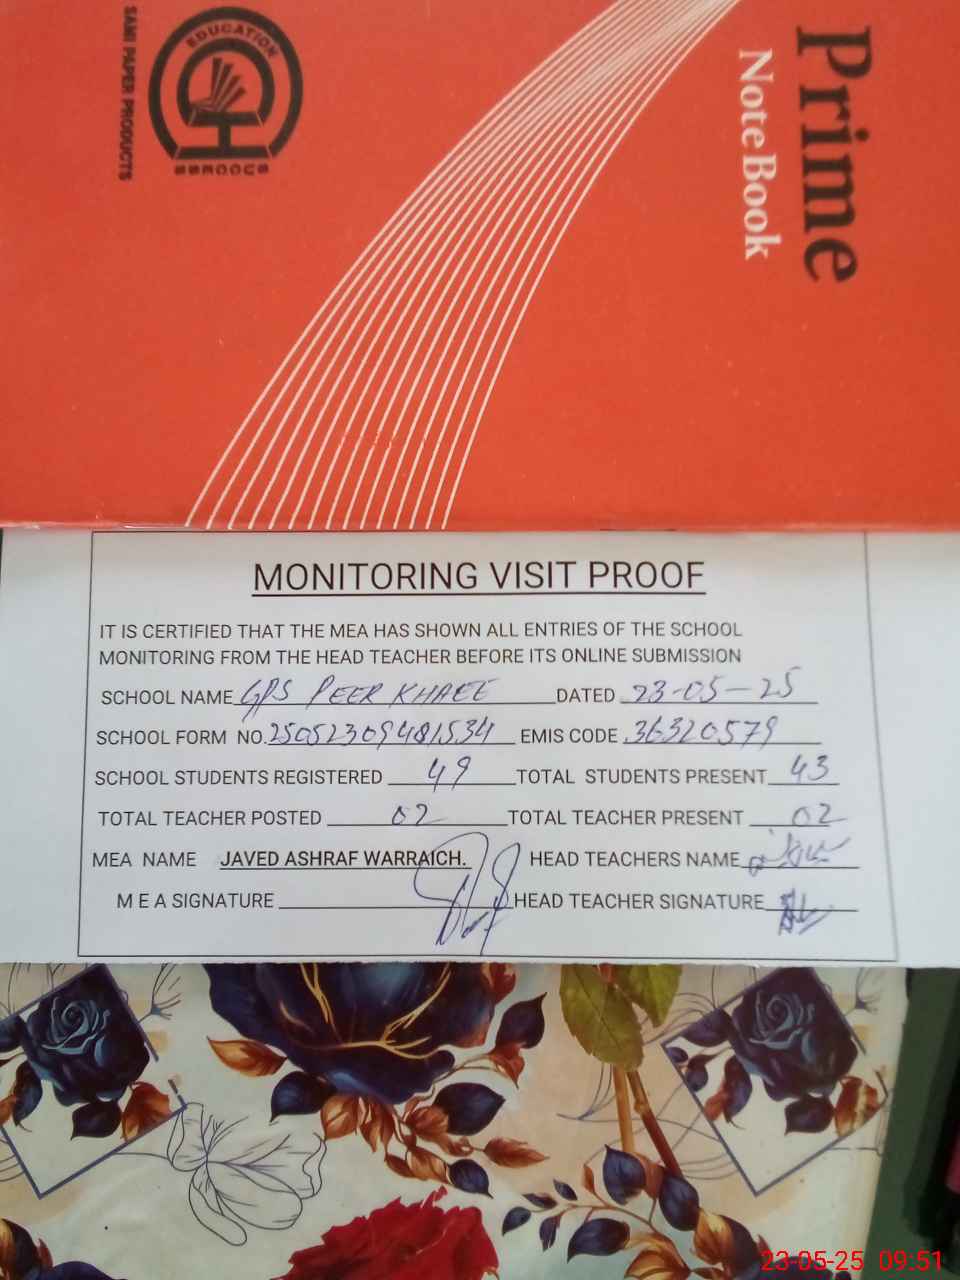 Prime
NoteBook
EDUCATION
SUCCESS
SAMI PAPER PRODUCTS
MONITORING VISIT PROOF
IT IS CERTIFIED THAT THE MEA HAS SHOWN ALL ENTRIES OF THE SCHOOL
MONITORING FROM THE HEAD TEACHER BEFORE ITS ONLINE SUBMISSION
SCHOOL NAME GPS PEER KHALE DATED 23-05-25
SCHOOL FORM NO. 25052309481534 EMIS CODE 36320579
SCHOOL STUDENTS REGISTERED 49 TOTAL STUDENTS PRESENT 43
TOTAL TEACHER POSTED 02 TOTAL TEACHER PRESENT 02
MEA NAME JAVED ASHRAF WARRAICH. HEAD TEACHERS NAME
M E A SIGNATURE HEAD TEACHER SIGNATURE
23-05-25 09:51